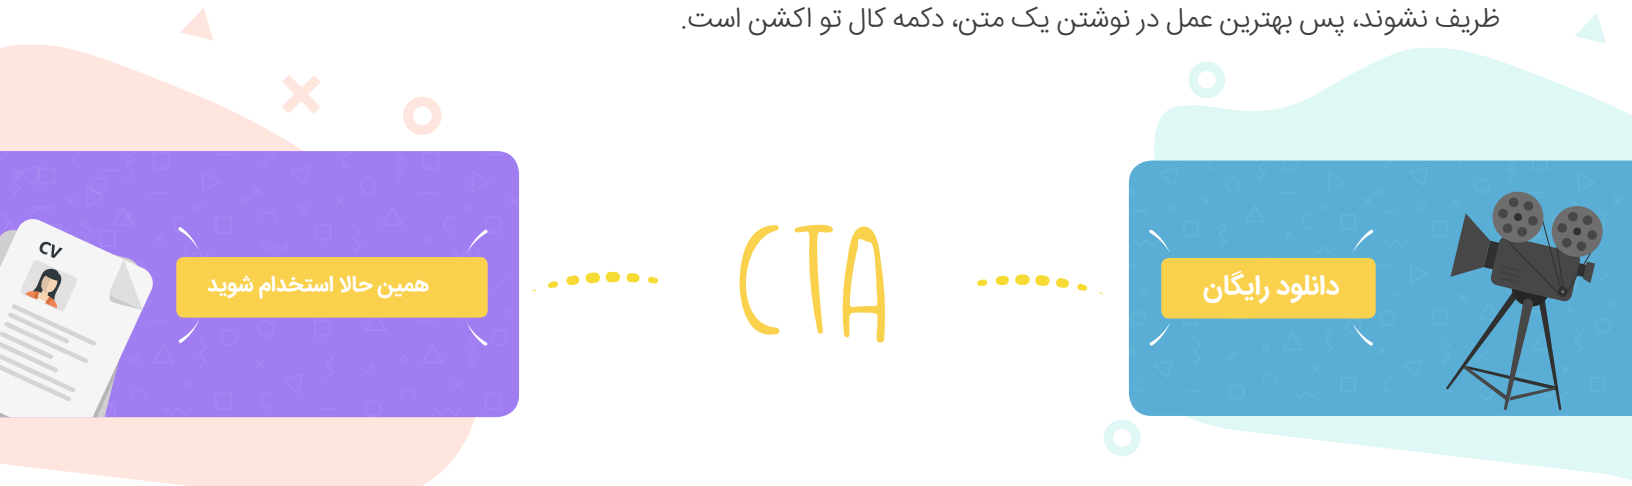 ظریف نشوند، پس بهترین عمل در نوشتن یک متن، دکمه کال تو اکشن است.
دانلود رایگان
CTA
همین حالا استخدام شوید
CV